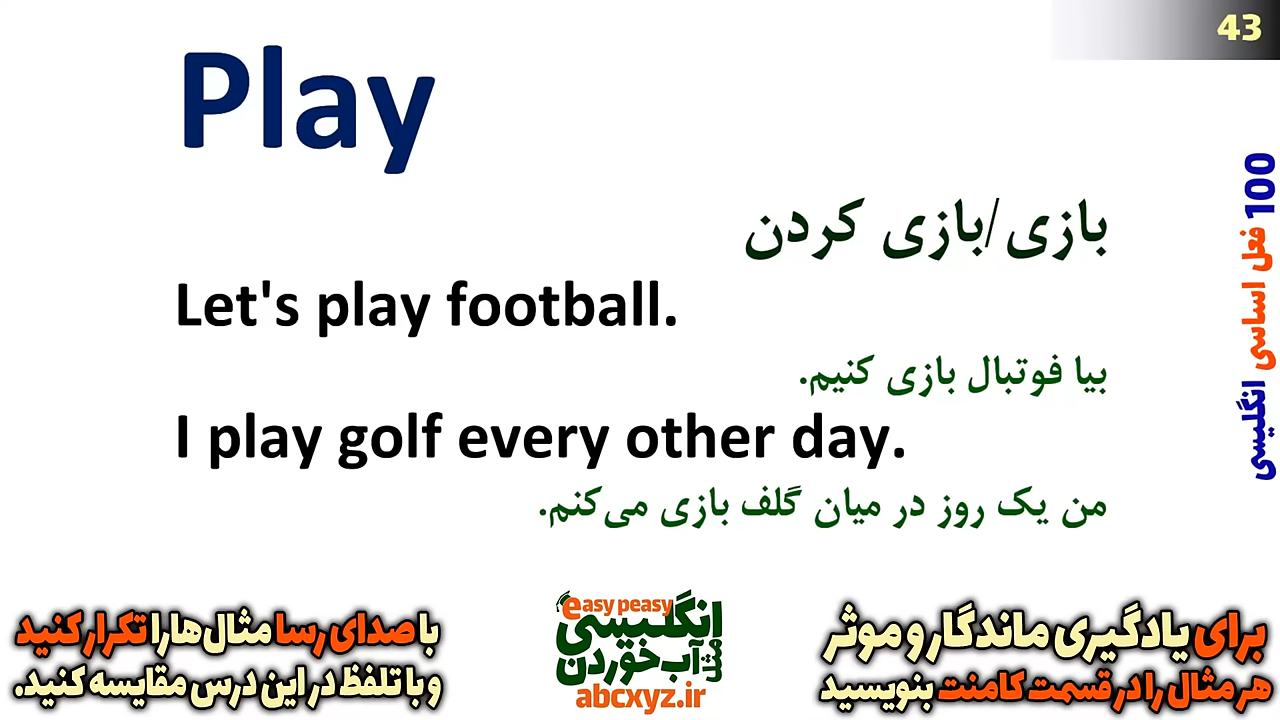 43
Play
بازی/بازی کردن
Let's play football.
بیا فوتبال بازی کنیم.
I play golf every other day.
من یک روز در میان گلف بازی می‌کنم.
100 فعل اساسی انگلیسی
برای یادگیری ماندگار و موثر
هر مثال را در قسمت کامنت بنویسید
easy peasy
انگلیسی
مثل آب خوردن
abcxyz.ir
با صدای رسا مثال‌ها را تکرار کنید
و با تلفظ در این درس مقایسه کنید.